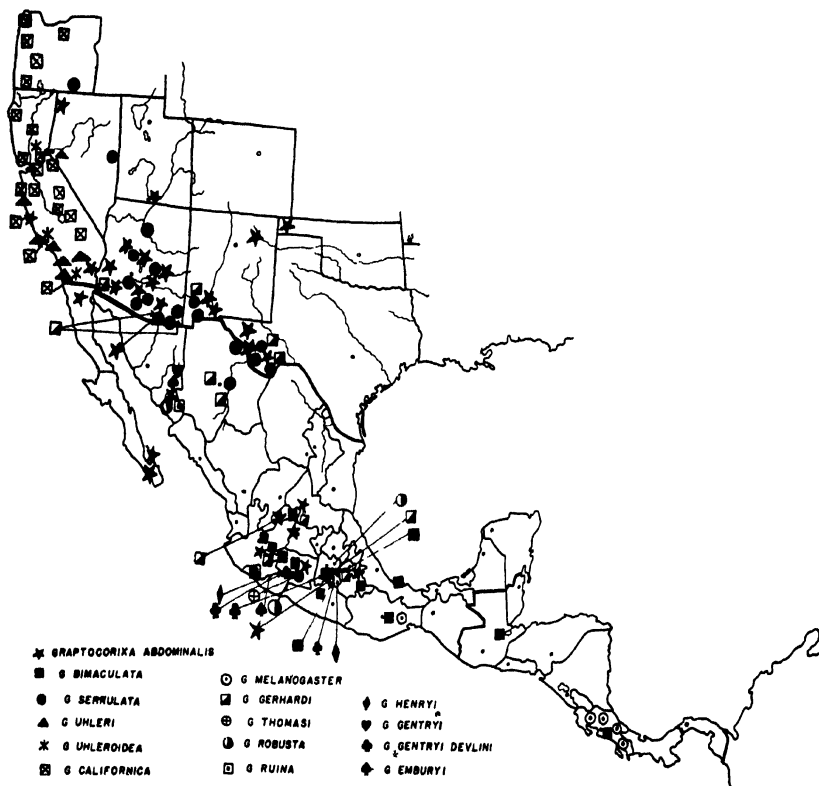 GRAPTOCORIXA ABDOMINALIS
G BIMACULATA
G SERRULATA
G UHLERI
G UHLEROIDEA
G CALIFORNICA
G MELANOGASTER
G GERHARDI
G THOMASI
G ROBUSTA
G RUINA
G HENRYI
G GENTRYI
G GENTRYI DEVLINI
G EMBURYI